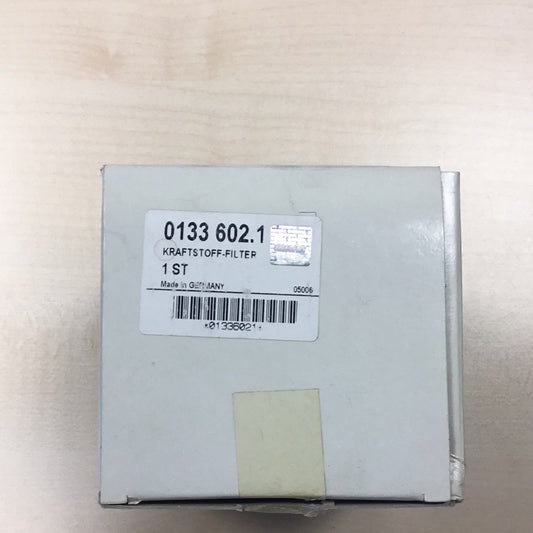 0133 602.1
KRAFTSTOFF-FILTER
1 ST
Made in GERMANY 05006
*01336021*